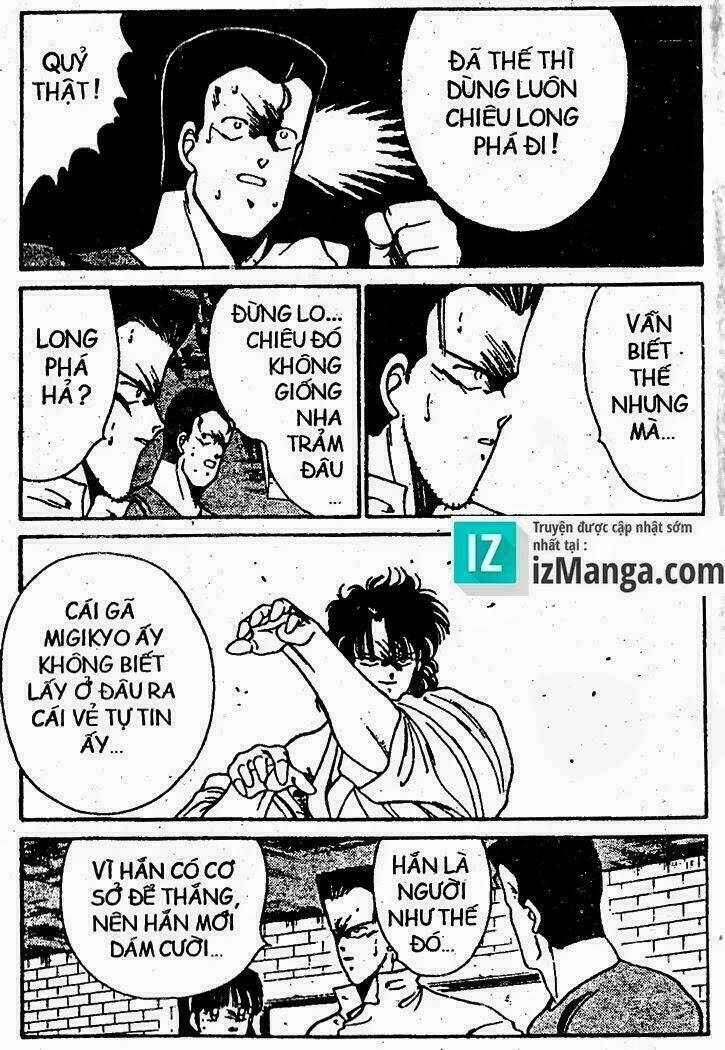 QUỶ
THẬT!
ĐÃ THẾ THÌ
DÙNG LUÔN
CHIÊU LONG
PHÁ ĐI!
LONG
PHÁ
HẢ?
ĐỪNG LO...
CHIÊU ĐÓ
KHÔNG
GIỐNG
NHA
TRẢM
ĐÂU
...
VẪN
BIẾT
THẾ
NHƯNG
MÀ...
IZ
Truyện được cập nhật sớm
nhất tại :
izManga.com
CÁI GÃ
MIGIKYO ẤY
KHÔNG BIẾT
LẤY Ở ĐÂU RA
CÁI VẺ TỰ TIN
ẤY...
VÌ HẮN CÓ CƠ
SỞ ĐỂ THẮNG,
NÊN HẮN MỚI
DÁM CƯỜI...
HẮN LÀ
NGƯỜI
NHƯ THẾ
ĐÓ...